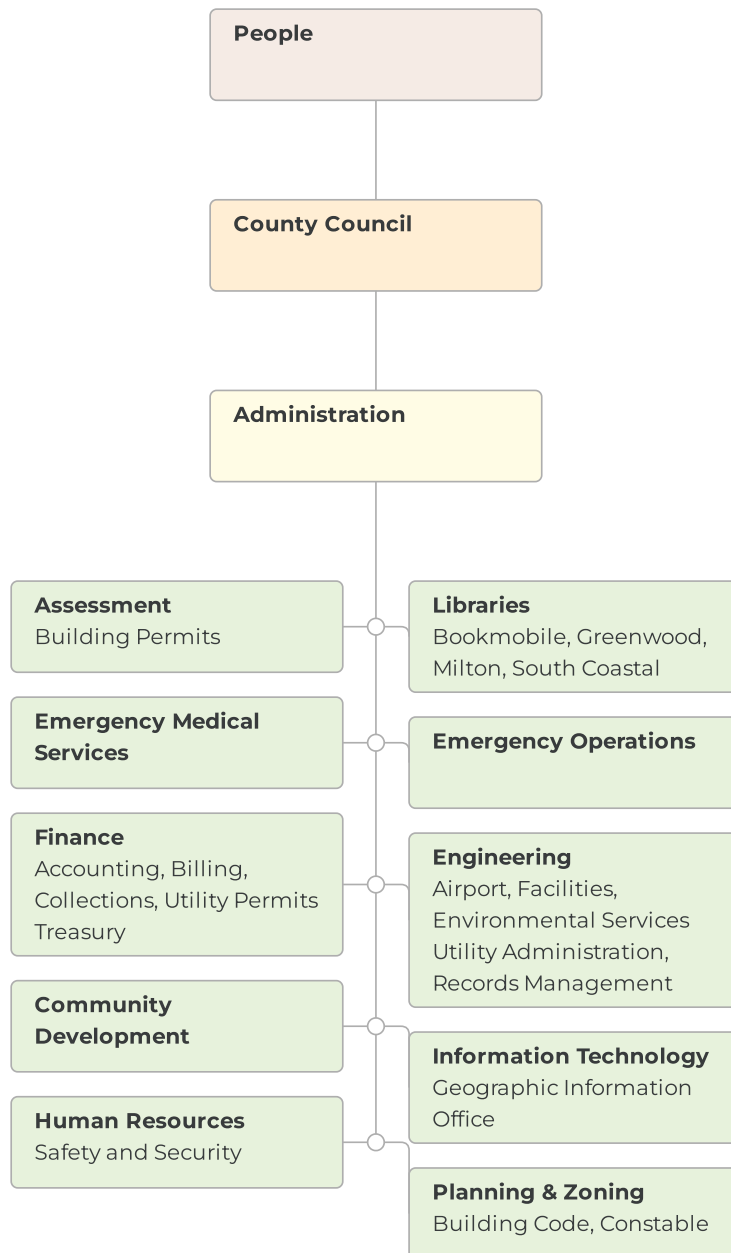 People
County Council
Administration
Assessment
Building Permits
Libraries
Bookmobile, Greenwood,
Milton, South Coastal
Emergency Medical
Services
Emergency Operations
Finance
Accounting, Billing,
Collections, Utility Permits
Treasury
Engineering
Airport, Facilities,
Environmental Services
Utility Administration,
Records Management
Community
Development
Information Technology
Geographic Information
Office
Human Resources
Safety and Security
Planning & Zoning
Building Code, Constable